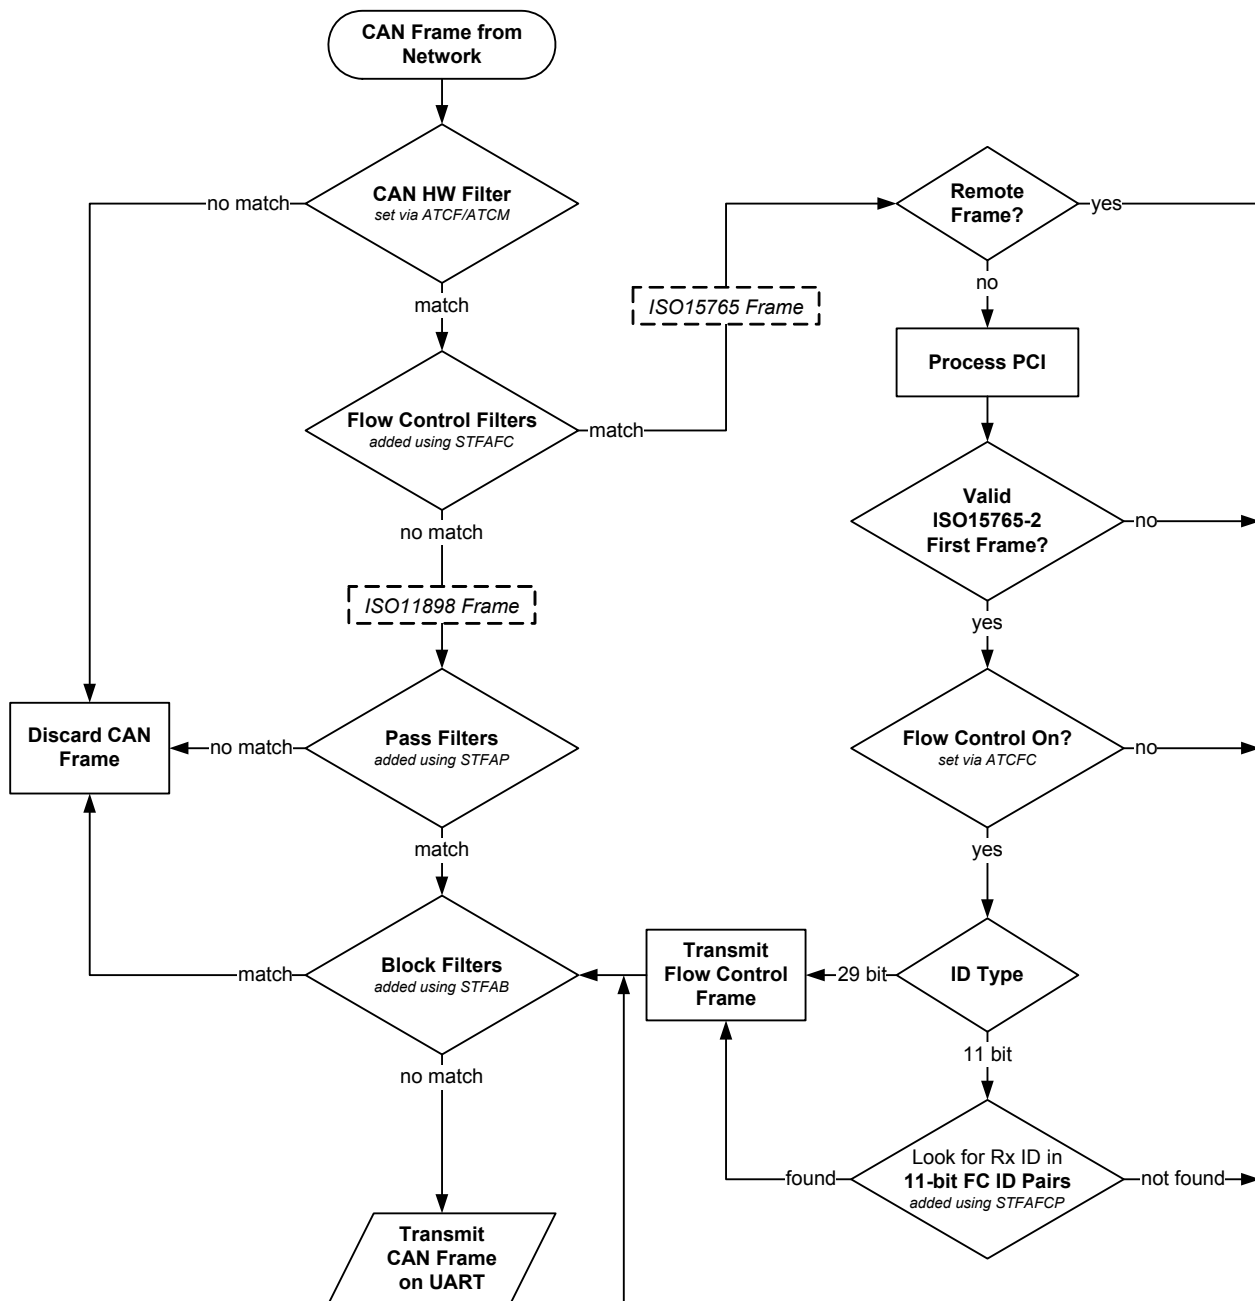 CAN Frame from
Network
CAN HW Filter
set via ATCF/ATCM
no match
match
Remote
Frame?
yes
no
ISO15765 Frame
Process PCI
Flow Control Filters
added using STFAFC
match
no match
Valid
ISO15765-2
First Frame?
no
yes
ISO11898 Frame
Discard CAN
Frame
no match
Pass Filters
added using STFAP
match
Flow Control On?
set via ATCFC
no
yes
match
Block Filters
added using STFAB
no match
Transmit
Flow Control
Frame
29 bit
ID Type
11 bit
found
Look for Rx ID in
11-bit FC ID Pairs
added using STFAFCP
not found
Transmit
CAN Frame
on UART